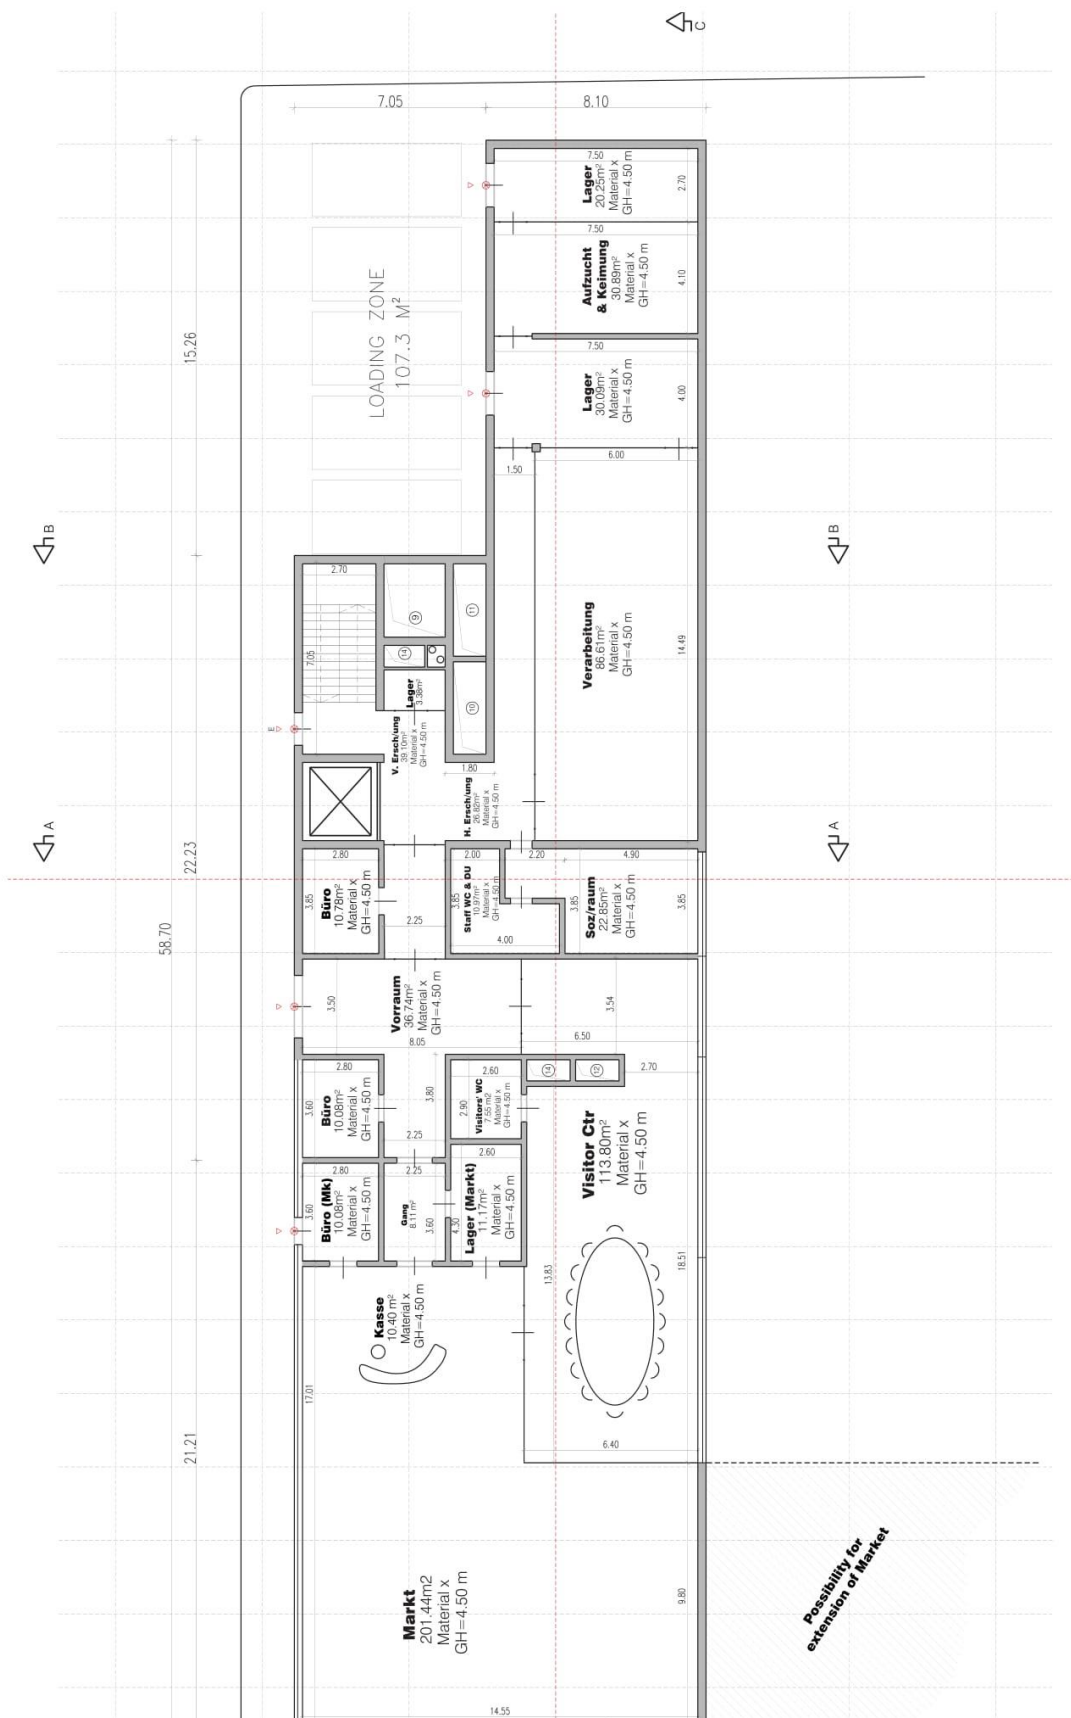 C
7.05
8.10
7.50
Lager
20.25m²
Material x
GH=4.50 m
2.70
7.50
Aufzucht
& Keimung
30.89m²
Material x
GH=4.50 m
4.10
LOADING ZONE
107.3 M²
15.26
7.50
Lager
30.09m²
Material x
GH=4.50 m
4.00
6.00
1.50
B
B
2.70
9
11
7.05
14
Lager
3.38m²
10
Verarbeitung
86.61m²
Material x
GH=4.50 m
14.49
E
V. Ersch/ung
39.10m²
Material x
GH=4.50 m
1.80
H. Ersch/ung
26.82m²
Material x
GH=4.50 m
A
A
22.23
58.70
2.80
3.85
Büro
10.78m²
Material x
GH=4.50 m
2.25
2.00
2.20
4.90
3.85
Staff WC & DU
10.97m²
Material x
GH=4.50 m
4.00
3.85
Soz/raum
22.85m²
Material x
GH=4.50 m
3.85
3.50
Vorraum
36.74m²
Material x
GH=4.50 m
8.05
3.54
6.50
2.80
3.60
Büro
10.08m²
Material x
GH=4.50 m
3.80
2.25
2.60
2.90
Visitors' WC
7.55 m2
Material x
GH=4.50 m
14
12
2.70
Visitor Ctr
113.80m²
Material x
GH=4.50 m
2.80
3.60
Büro (Mk)
10.08m²
Material x
GH=4.50 m
2.25
Gang
8.11 m²
3.60
2.60
4.30
Lager (Markt)
11.17m²
Material x
GH=4.50 m
13.83
18.51
Kasse
10.40 m²
Material x
GH=4.50 m
17.01
6.40
21.21
Markt
201.44m2
Material x
GH=4.50 m
9.80
14.55
Possibility for
extension of Market